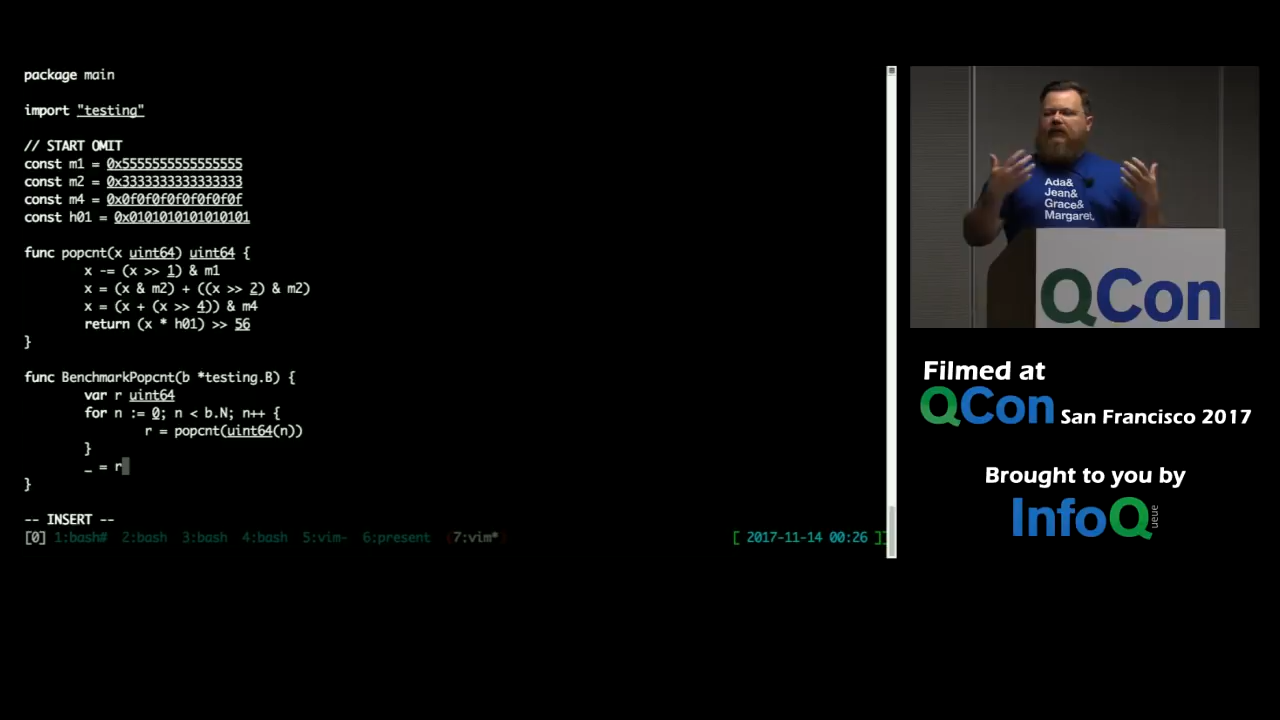 package main
import "testing"
// START OMIT
const m1 = 0x5555555555555555
const m2 = 0x3333333333333333
const m4 = 0x0f0f0f0f0f0f0f0f
const h01 = 0x0101010101010101
func popcnt(x uint64) uint64 {
x -= (x >> 1) & m1
x = (x & m2) + ((x >> 2) & m2)
x = (x + (x >> 4)) & m4
return (x * h01) >> 56
}
func BenchmarkPopcnt(b *testing.B) {
var r uint64
for n := 0; n < b.N; n++ {
r = popcnt(uint64(n))
}
_ = r
}
-- INSERT --
[0] 1:bash# 2:bash 3:bash 4:bash 5:vim- 6:present (7:vim*) [ 2017-11-14 00:26 ]
Ada&
Jean&
Grace&
Margaret.
QCon
Filmed at
QCon San Francisco 2017
Brought to you by
InfoQueue